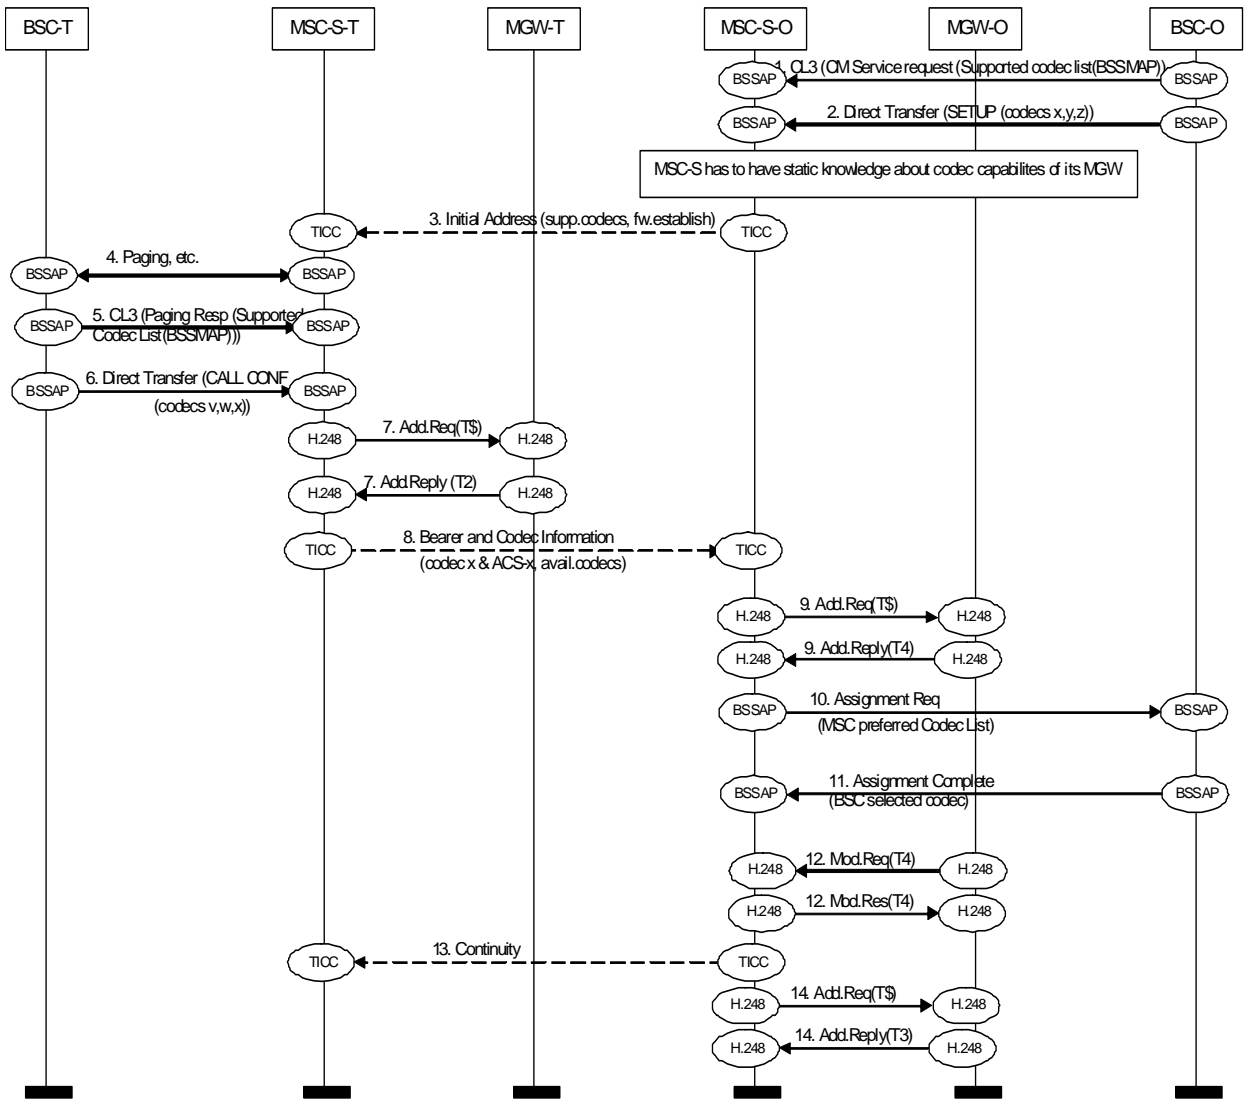 BSC-T
MSC-S-T
MGW-T
MSC-S-O
MGW-O
BSC-O
BSSAP
1. CL3 (CM Service request (Supported codec list(BSSMAP))
BSSAP
BSSAP
2. Direct Transfer (SETUP (codecs x,y,z))
BSSAP
MSC-S has to have static knowledge about codec capabilites of its MGW
TICC
3. Initial Address (supp.codecs, fw.establish)
TICC
BSSAP
4. Paging, etc.
BSSAP
BSSAP
5. CL3 (Paging Resp (Supported
Codec List(BSSMAP)))
BSSAP
BSSAP
6. Direct Transfer (CALL CONF
(codecs v,w,x))
BSSAP
H.248
7. Add.Req(T$)
H.248
H.248
7. Add.Reply (T2)
H.248
TICC
8. Bearer and Codec Information
(codec x & ACS-x, avail.codecs)
TICC
H.248
9. Add.Req(T$)
H.248
H.248
9. Add.Reply(T4)
H.248
BSSAP
10. Assignment Req
(MSC preferred Codec List)
BSSAP
BSSAP
11. Assignment Complete
(BSC selected codec)
BSSAP
H.248
12. Mod.Req(T4)
H.248
H.248
12. Mod.Res(T4)
H.248
TICC
13. Continuity
TICC
H.248
14. Add.Req(T$)
H.248
H.248
14. Add.Reply(T3)
H.248